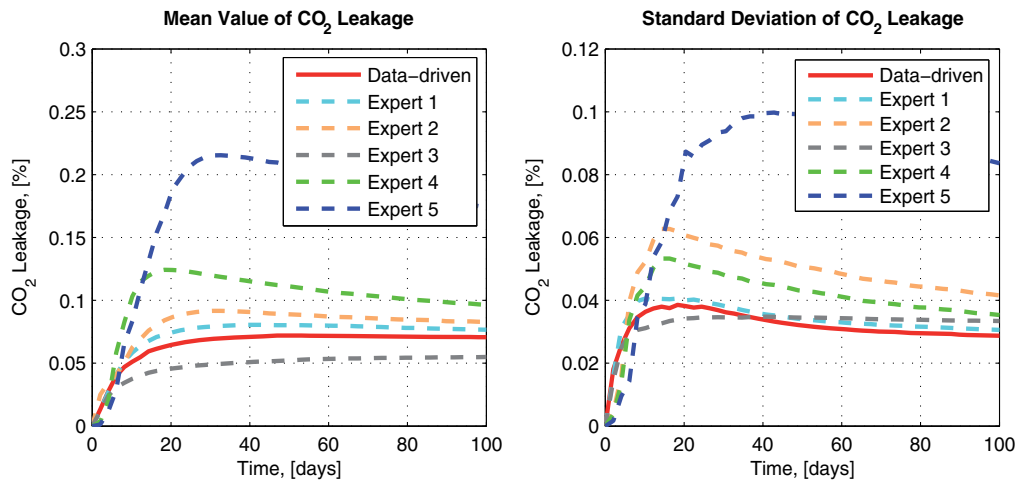 Mean Value of CO₂ Leakage
0.3
0.25
0.2
0.15
0.1
0.05
0
0
20
40
60
80
100
CO₂ Leakage, [%]
Time, [days]
Data-driven
Expert 1
Expert 2
Expert 3
Expert 4
Expert 5
Standard Deviation of CO₂ Leakage
0.12
0.1
0.08
0.06
0.04
0.02
0
0
20
40
60
80
100
CO₂ Leakage, [%]
Time, [days]
Data-driven
Expert 1
Expert 2
Expert 3
Expert 4
Expert 5